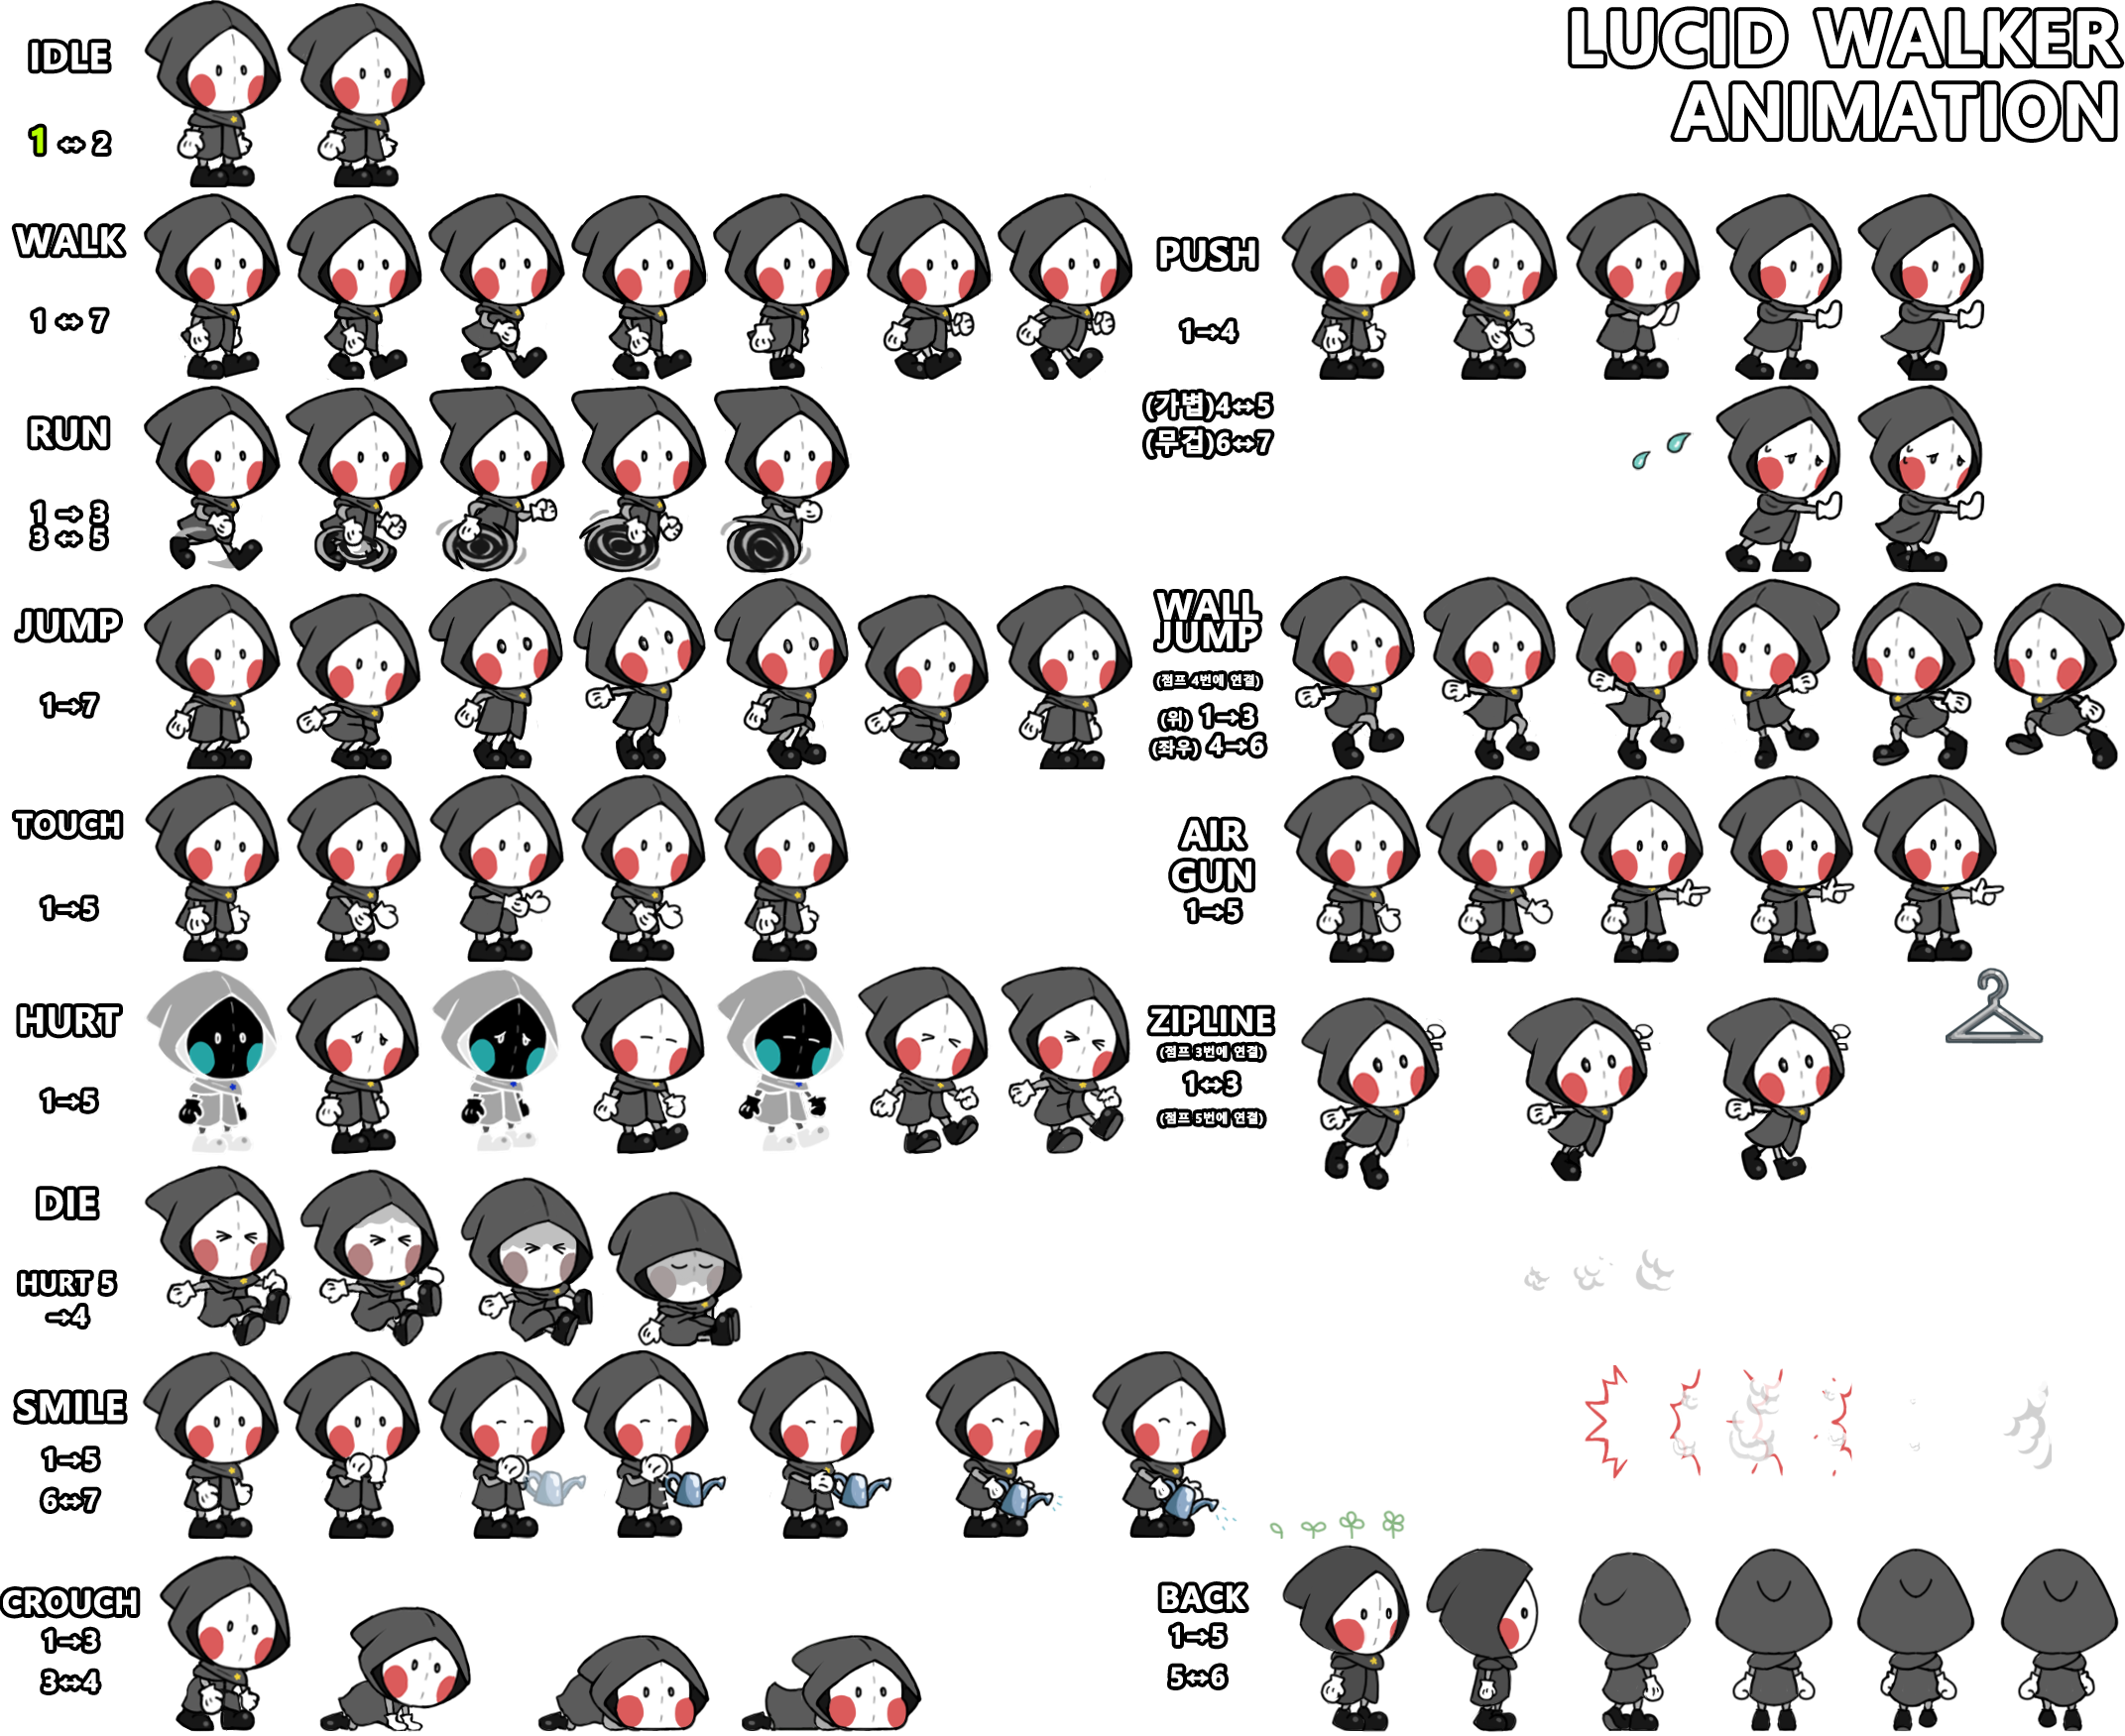 LUCID WALKER
ANIMATION
IDLE
1 ↔ 2
WALK
1 ↔ 7
PUSH
1→4
(가볍)4↔5
(무겁)6↔7
RUN
1 → 3
3 ↔ 5
JUMP
1→7
WALL
JUMP
(점프 4번에 연결)
(위) 1→3
(좌우) 4→6
TOUCH
1→5
AIR
GUN
1→5
HURT
1→5
ZIPLINE
(점프 3번에 연결)
1↔3
(점프 5번에 연결)
DIE
HURT 5
→4
SMILE
1→5
6↔7
CROUCH
1→3
3↔4
BACK
1→5
5↔6